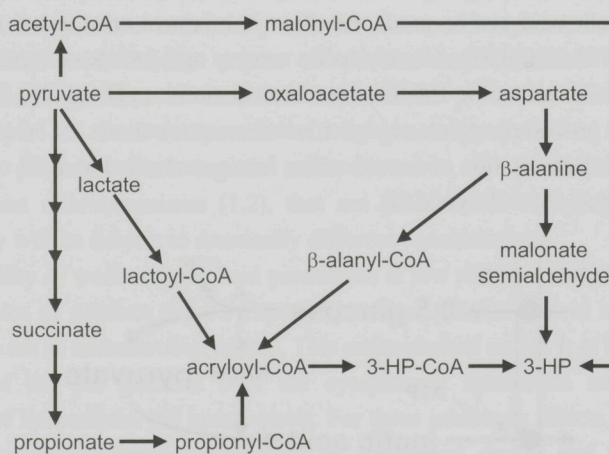 acetyl-CoA malonyl-CoA
pyruvate oxaloacetate aspartate
lactate β-alanine
lactoyl-CoA β-alanyl-CoA malonate
semialdehyde
succinate
acryloyl-CoA 3-HP-CoA 3-HP
propionate propionyl-CoA